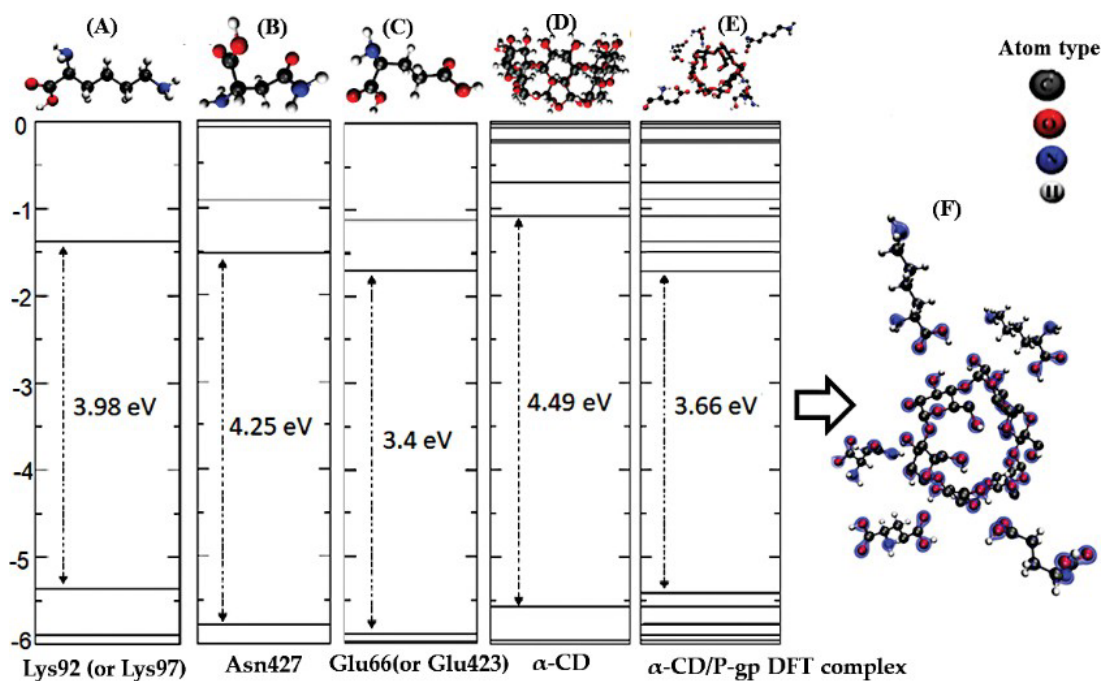 (A)
(B)
(C)
(D)
(E)
Atom type
C
O
N
H
(F)
0
-1
-2
-3
-4
-5
-6
3.98 eV
4.25 eV
3.4 eV
4.49 eV
3.66 eV
Lys92 (or Lys97)
Asn427
Glu66(or Glu423)
α-CD
α-CD/P-gp DFT complex